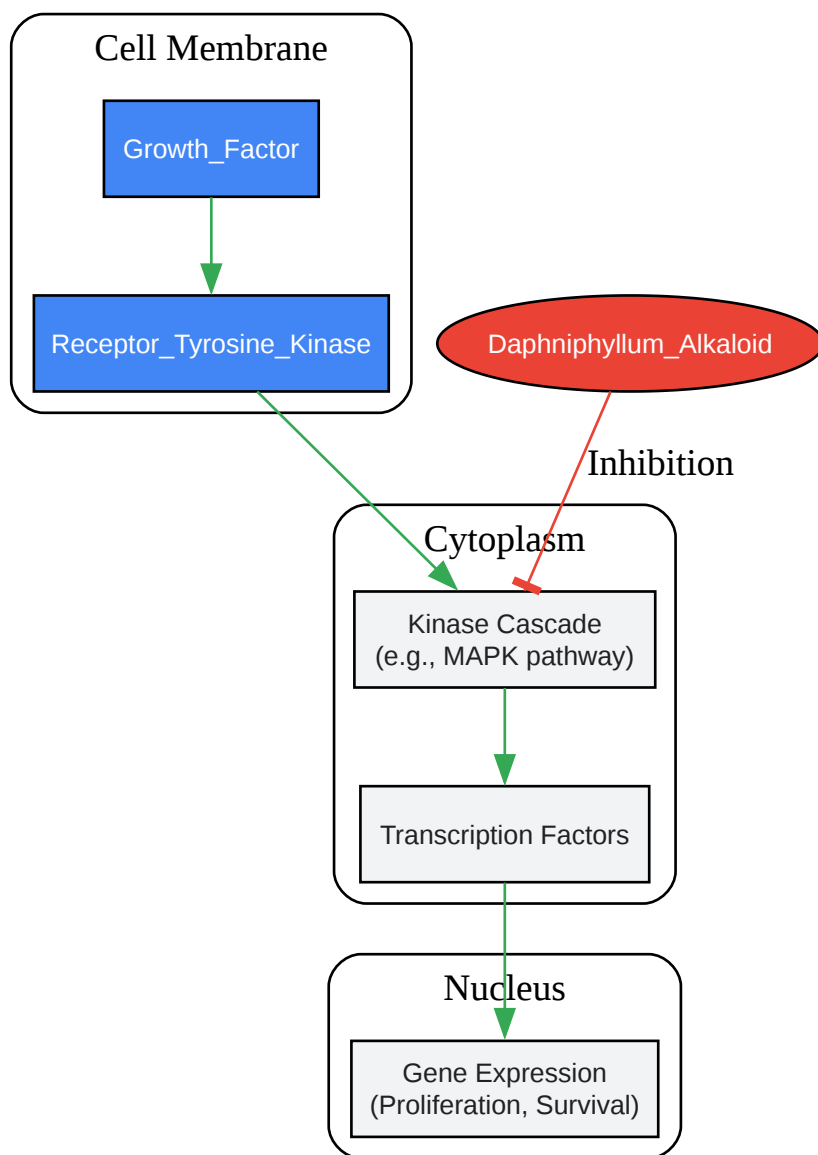 Cell Membrane
Growth_Factor
Receptor_Tyrosine_Kinase
Daphniphyllum_Alkaloid
Inhibition
Cytoplasm
Kinase Cascade
(e.g., MAPK pathway)
Transcription Factors
Nucleus
Gene Expression
(Proliferation, Survival)